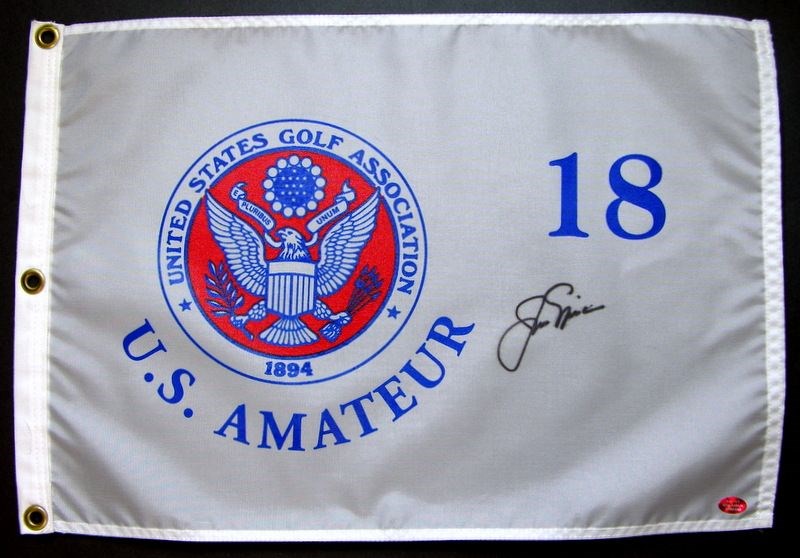 UNITED STATES GOLF ASSOCIATION
E PLURIBUS UNUM
1894
U.S. AMATEUR
18